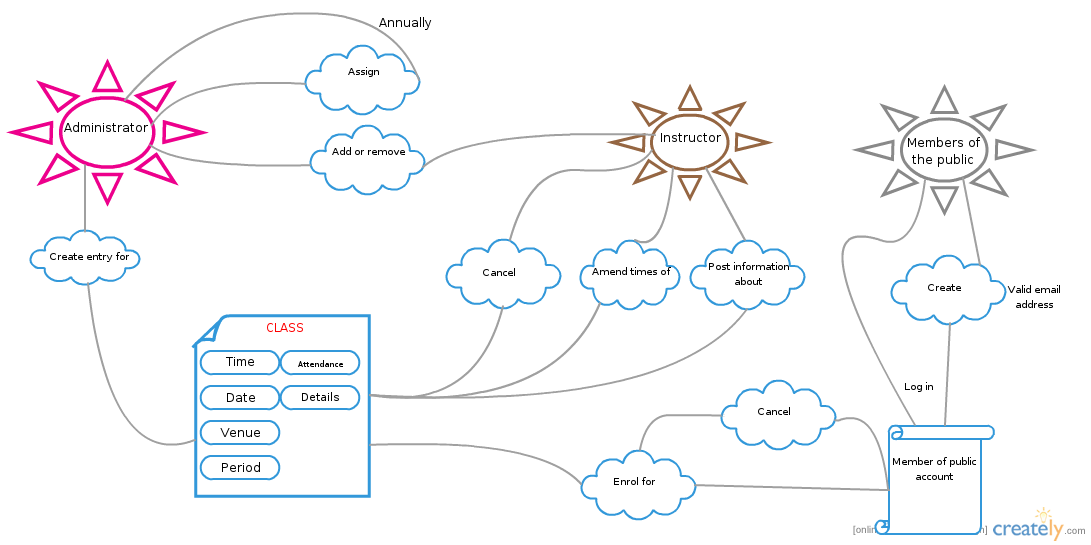 Annually
Assign
Administrator
Add or remove
Instructor
Members of
the public
Create entry for
Cancel
Amend times of
Post information
about
Create
Valid email
address
CLASS
Time
Attendance
Date
Details
Venue
Period
Log in
Cancel
Enrol for
Member of public
account
creately.com